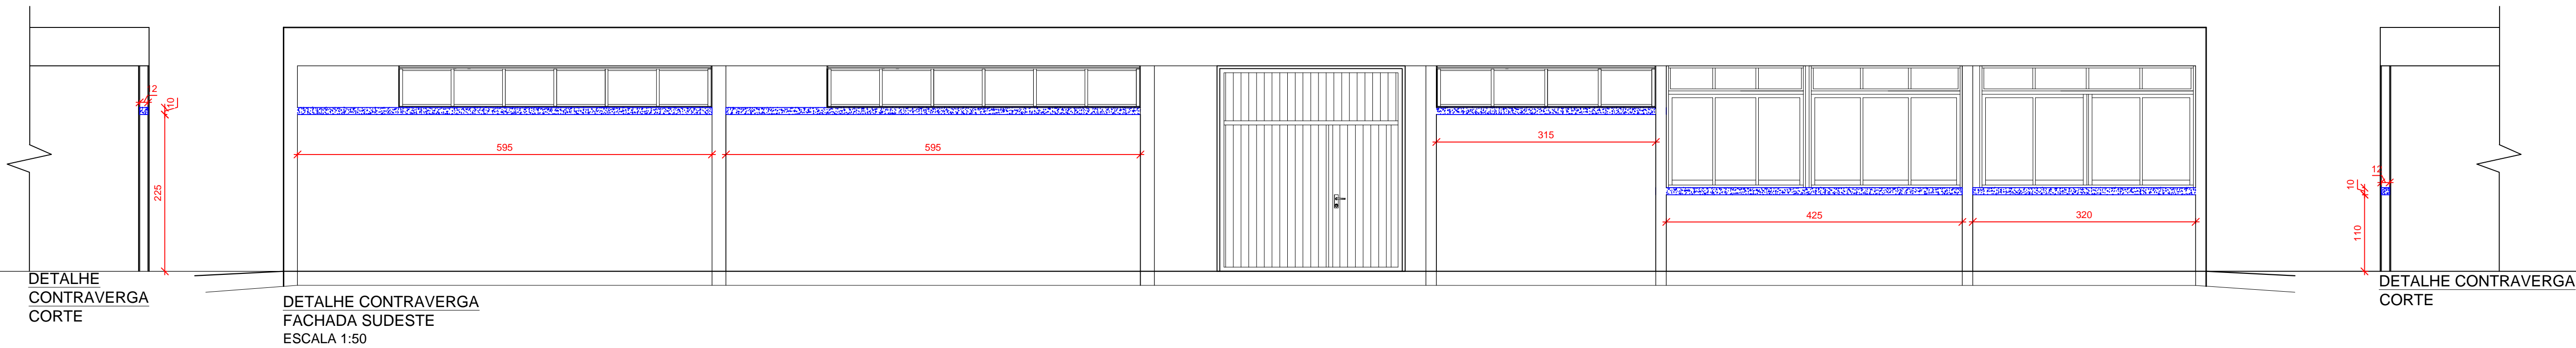 12
10
225
DETALHE
CONTRAVERGA
CORTE
595
595
315
425
320
DETALHE CONTRAVERGA
FACHADA SUDESTE
ESCALA 1:50
12
10
110
DETALHE CONTRAVERGA
CORTE